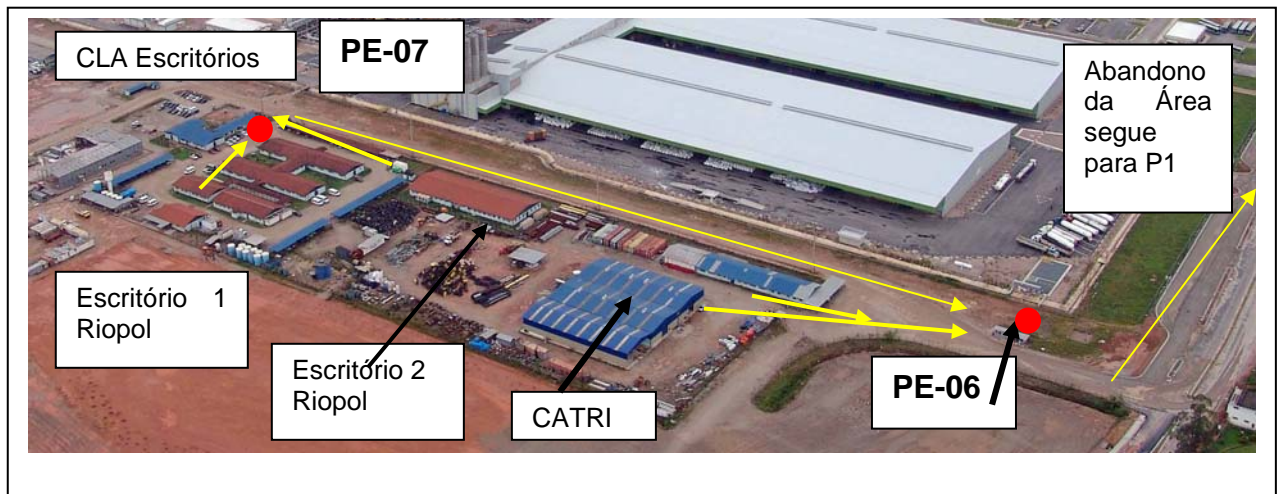 CLA Escritórios
PE-07
Abandono
da Área
segue
para P1
Escritório 1
Riopol
Escritório 2
Riopol
CATRI
PE-06